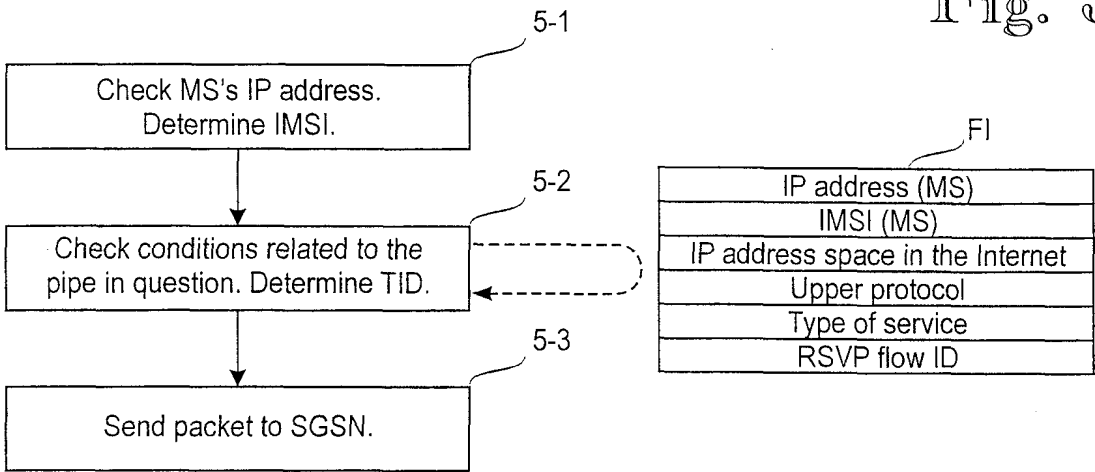 Fig.
5-1
Check MS's IP address.
Determine IMSI.
5-2
Check conditions related to the
pipe in question. Determine TID.
5-3
Send packet to SGSN.
FI
IP address (MS)
IMSI (MS)
IP address space in the Internet
Upper protocol
Type of service
RSVP flow ID